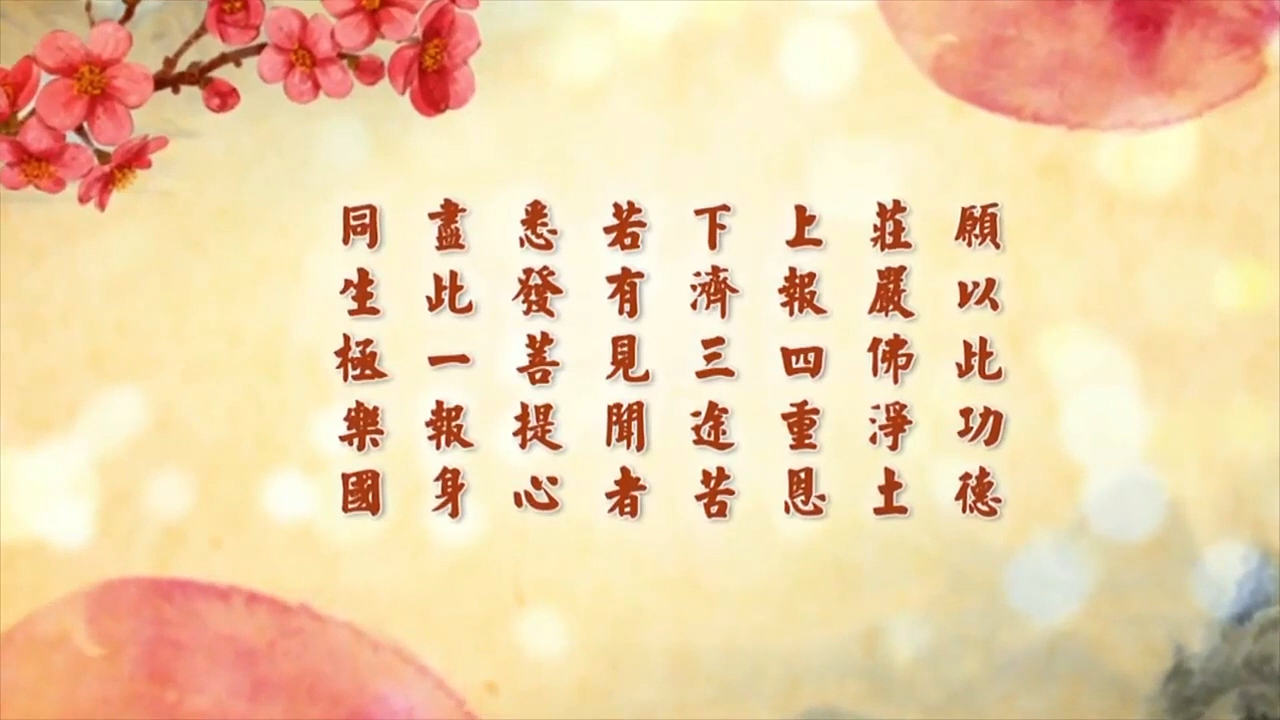 願以此功德
莊嚴佛淨土
上報四重恩
下濟三途苦
若有見聞者
悉發菩提心
盡此一報身
同生極樂國